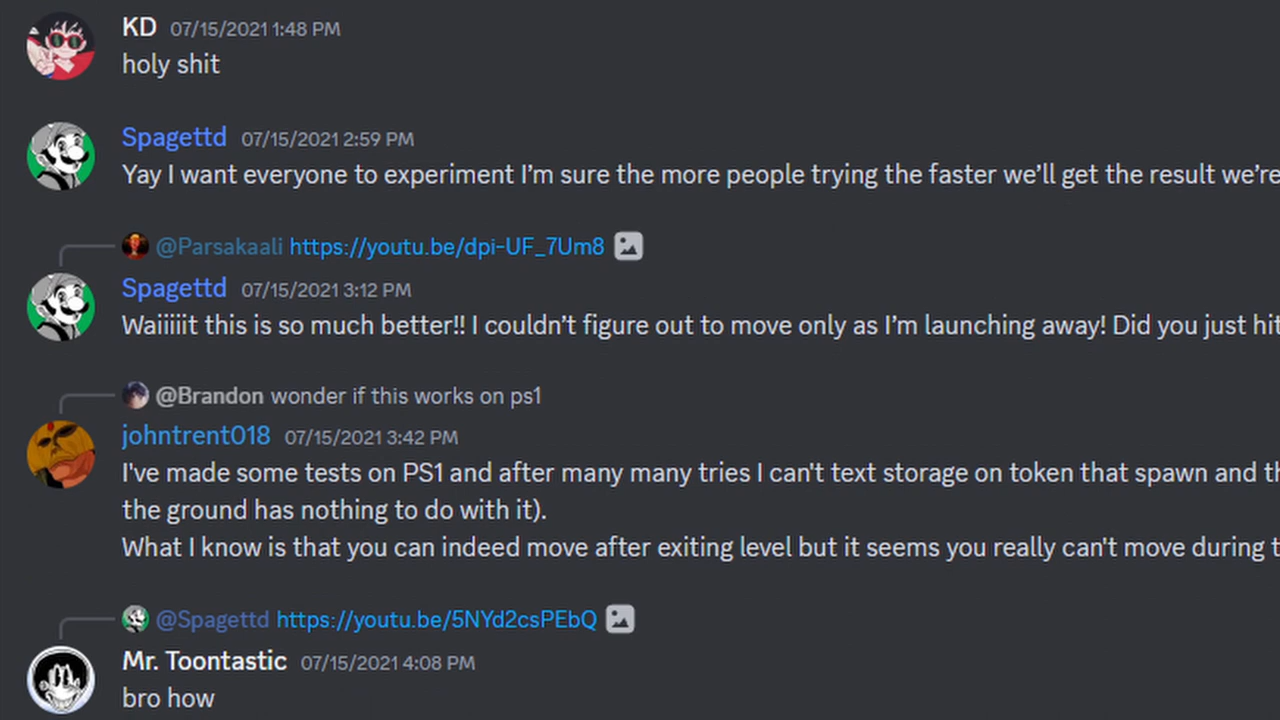 KD 07/15/2021 1:48 PM
holy shit
Spagettd 07/15/2021 2:59 PM
Yay I want everyone to experiment I’m sure the more people trying the faster we’ll get the result we’re
@Parsakaali https://youtu.be/dpi-UF_7Um8
Spagettd 07/15/2021 3:12 PM
Waiiiiit this is so much better!! I couldn’t figure out to move only as I’m launching away! Did you just hit
@Brandon wonder if this works on ps1
johntrent018 07/15/2021 3:42 PM
I've made some tests on PS1 and after many many tries I can't text storage on token that spawn and
the ground has nothing to do with it).
What I know is that you can indeed move after exiting level but it seems you really can't move during
@Spagettd https://youtu.be/5NYd2csPEbQ
Mr. Toontastic 07/15/2021 4:08 PM
bro how